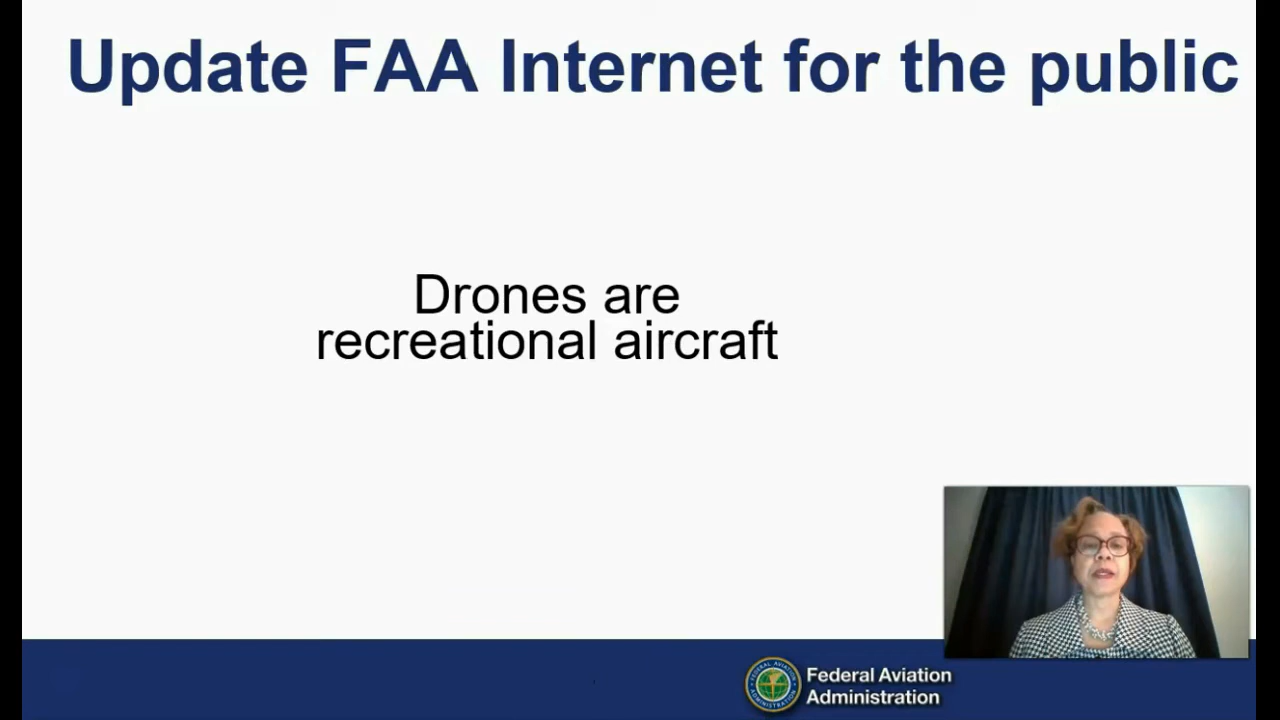 Update FAA Internet for the public
Drones are
recreational aircraft
Federal Aviation
Administration